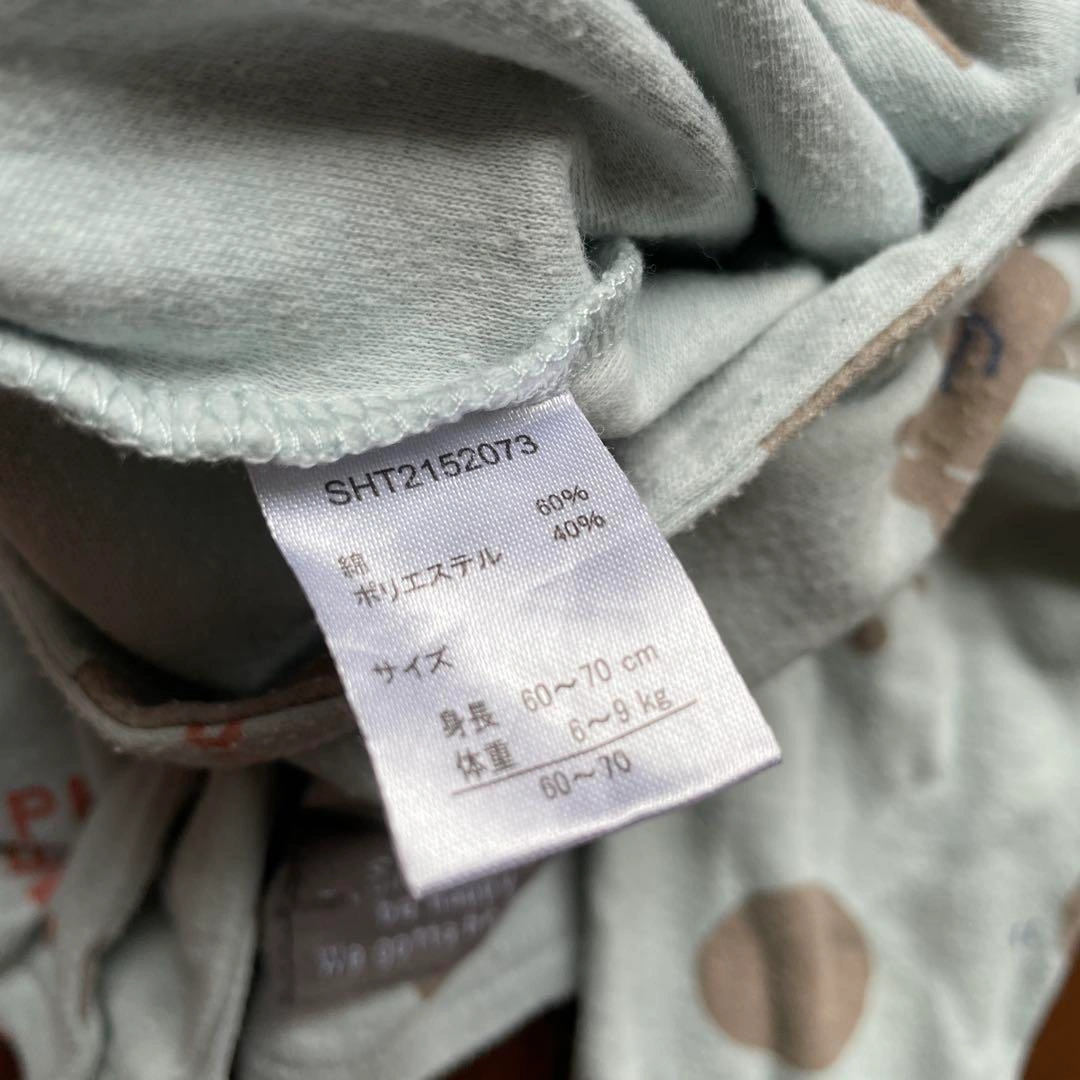 SHT2152073
綿 60%
ポリエステル 40%
サイズ
身長 60～70 cm
体重 6～9 kg
60～70